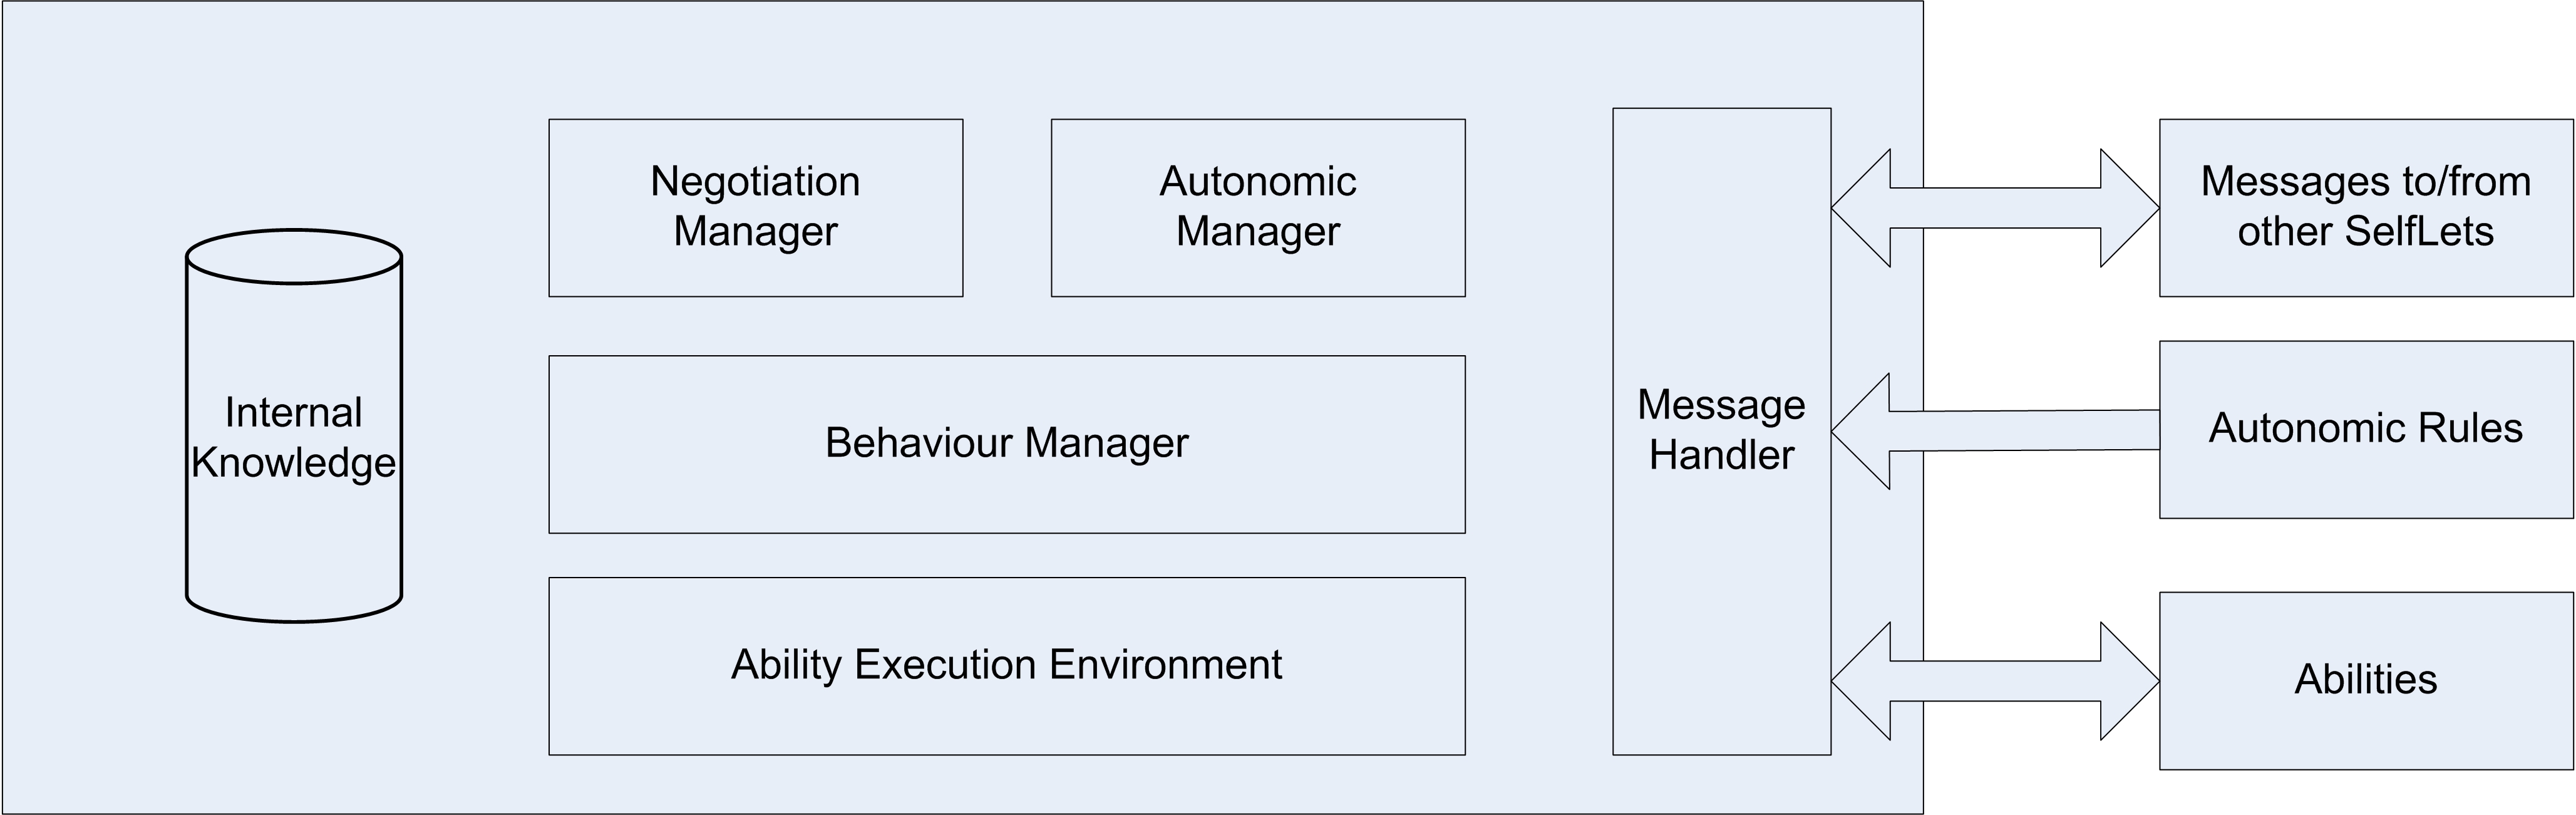 Negotiation
Manager
Autonomic
Manager
Messages to/from
other SelfLets
Internal
Knowledge
Behaviour Manager
Message
Handler
Autonomic Rules
Ability Execution Environment
Abilities